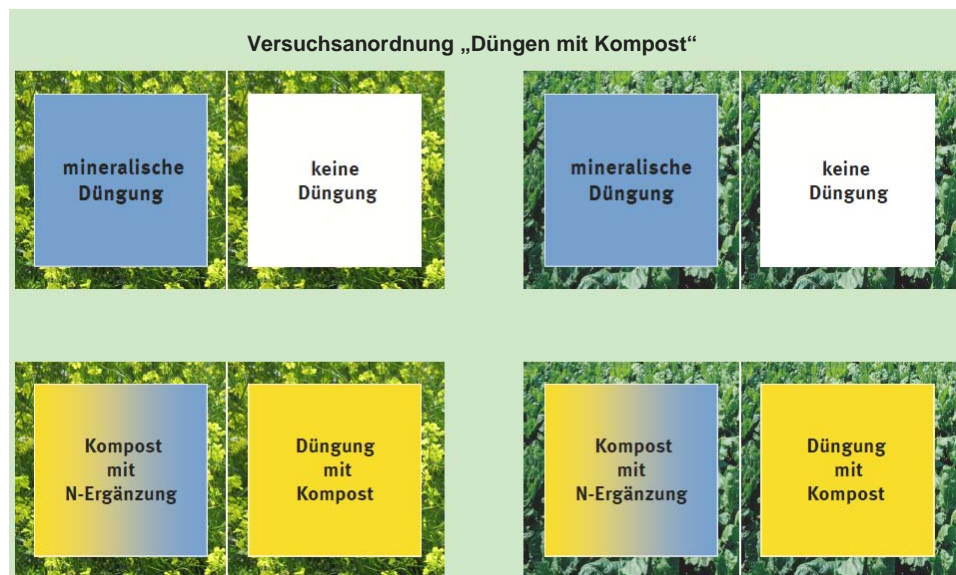 Versuchsanordnung „Düngen mit Kompost“
mineralische
Düngung
keine
Düngung
mineralische
Düngung
keine
Düngung
Kompost
mit
N-Ergänzung
Düngung
mit
Kompost
Kompost
mit
N-Ergänzung
Düngung
mit
Kompost